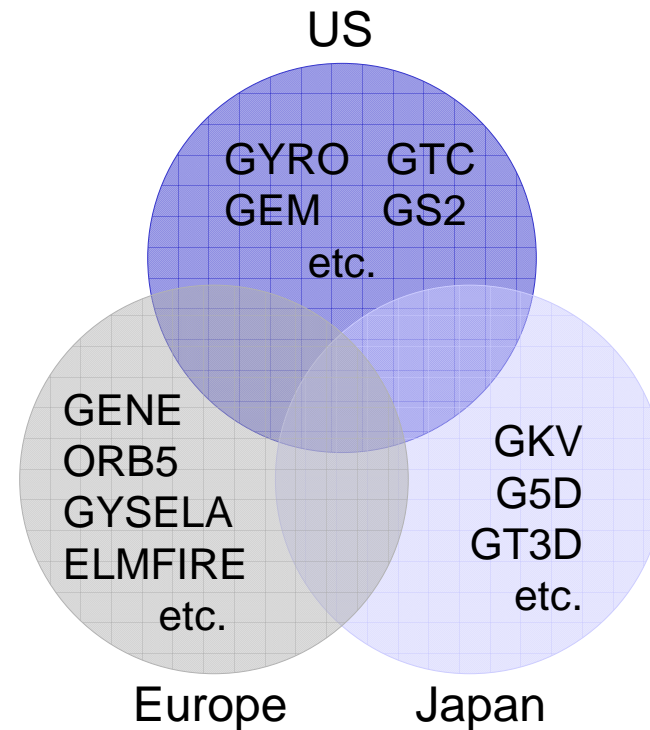 US
GYRO GTC
GEM GS2
etc.
GENE
ORB5
GYSELA
ELMFIRE
etc.
GKV
G5D
GT3D
etc.
Europe Japan